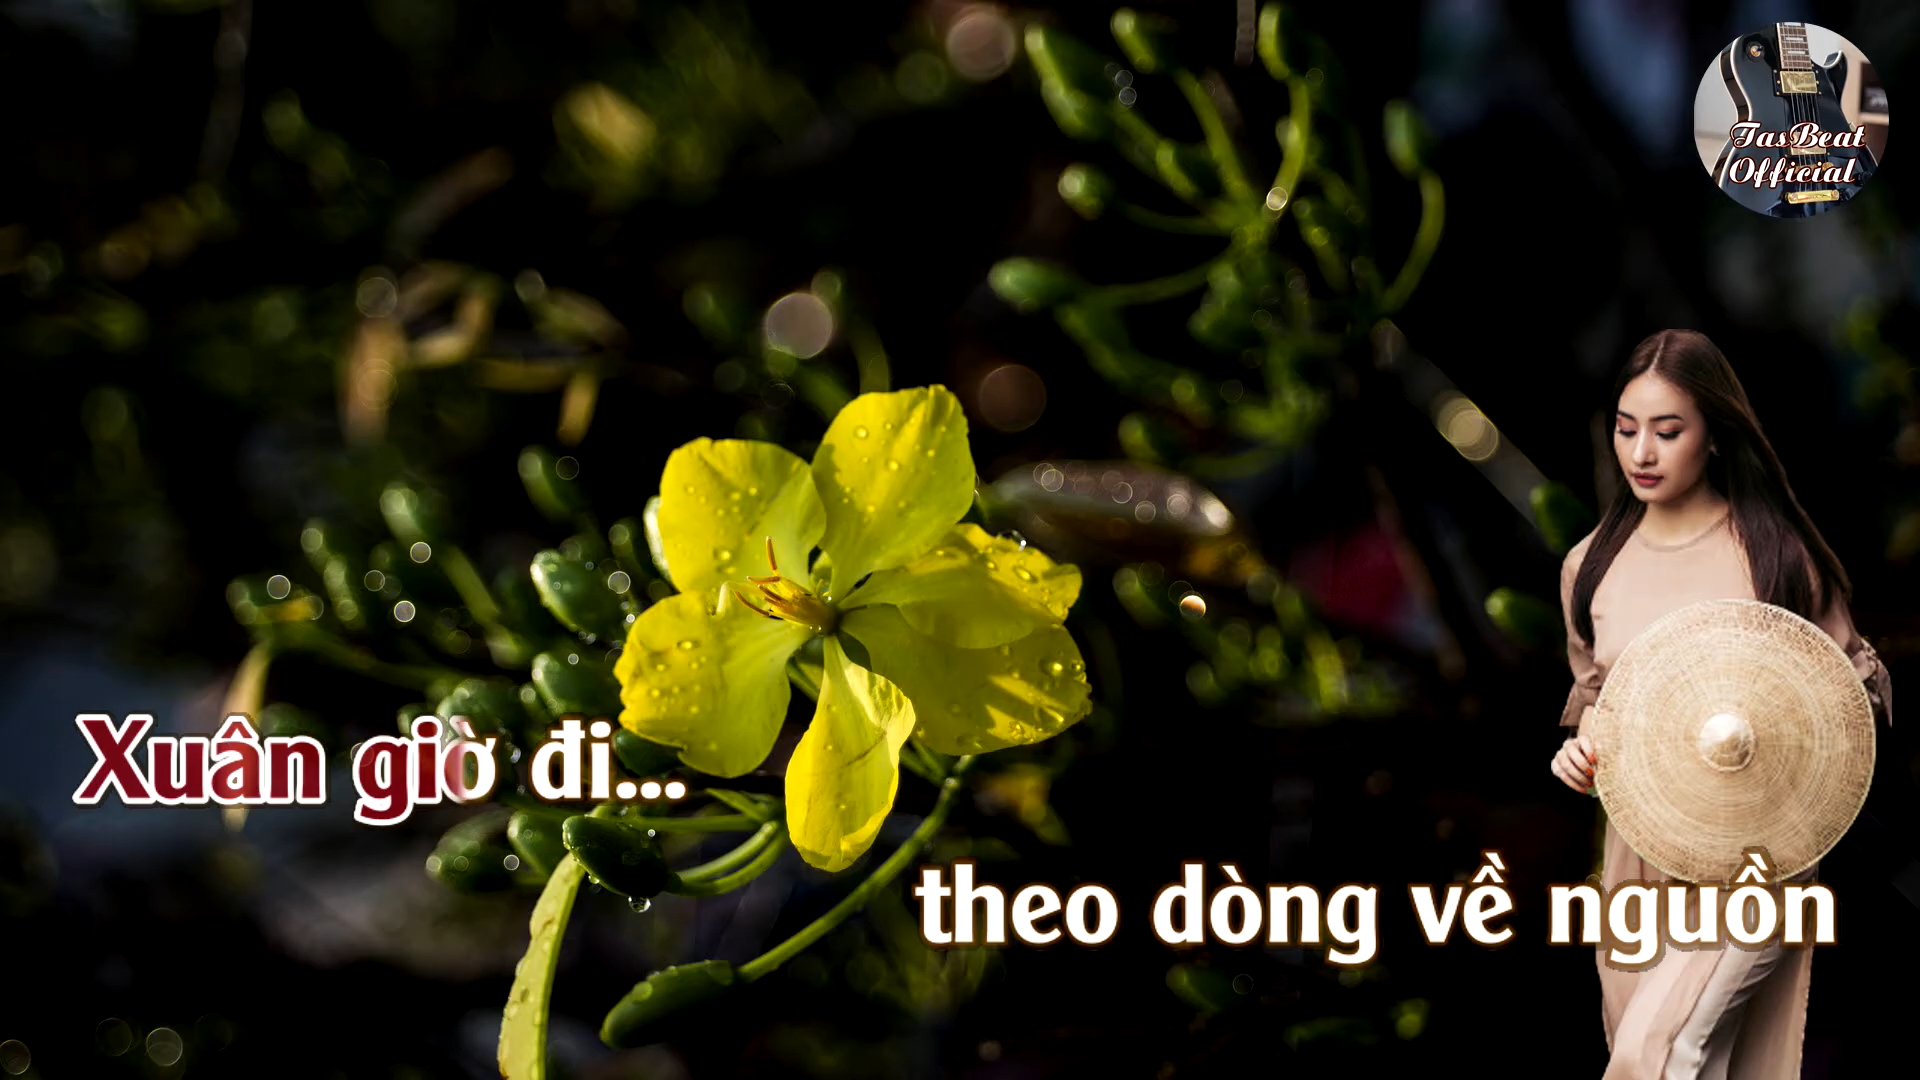 TasBeat
Official
Xuân giờ đi...
theo dòng về nguồn